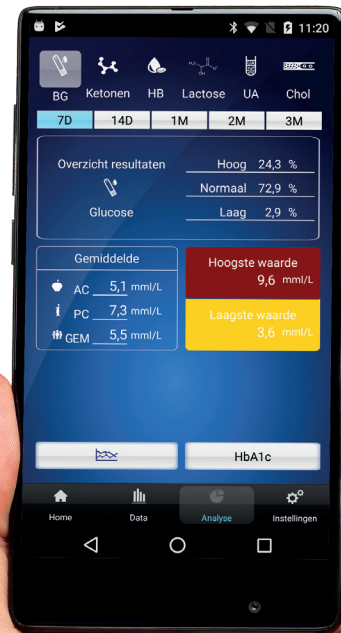 11:20
BG Ketonen HB Lactose UA Chol
7D 14D 1M 2M 3M
Overzicht resultaten
Glucose
Hoog 24,3 %
Normaal 72,9 %
Laag 2,9 %
Gemiddelde
AC 5,1 mml/L
PC 7,3 mml/L
GEM 5,5 mml/L
Hoogste waarde
9,6 mml/L
Laagste waarde
3,6 mml/L
HbA1c
Home Data Analyse Instellingen